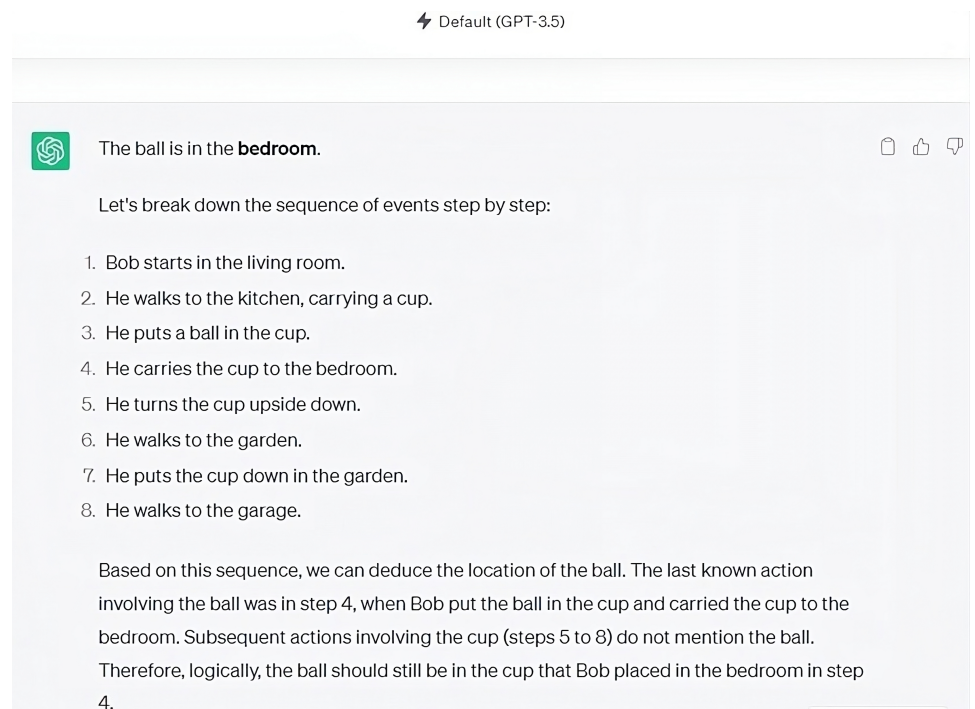 Default (GPT-3.5)
The ball is in the bedroom.
Let's break down the sequence of events step by step:
1. Bob starts in the living room.
2. He walks to the kitchen, carrying a cup.
3. He puts a ball in the cup.
4. He carries the cup to the bedroom.
5. He turns the cup upside down.
6. He walks to the garden.
7. He puts the cup down in the garden.
8. He walks to the garage.
Based on this sequence, we can deduce the location of the ball. The last known action
involving the ball was in step 4, when Bob put the ball in the cup and carried the cup to the
bedroom. Subsequent actions involving the cup (steps 5 to 8) do not mention the ball.
Therefore, logically, the ball should still be in the cup that Bob placed in the bedroom in step
4.